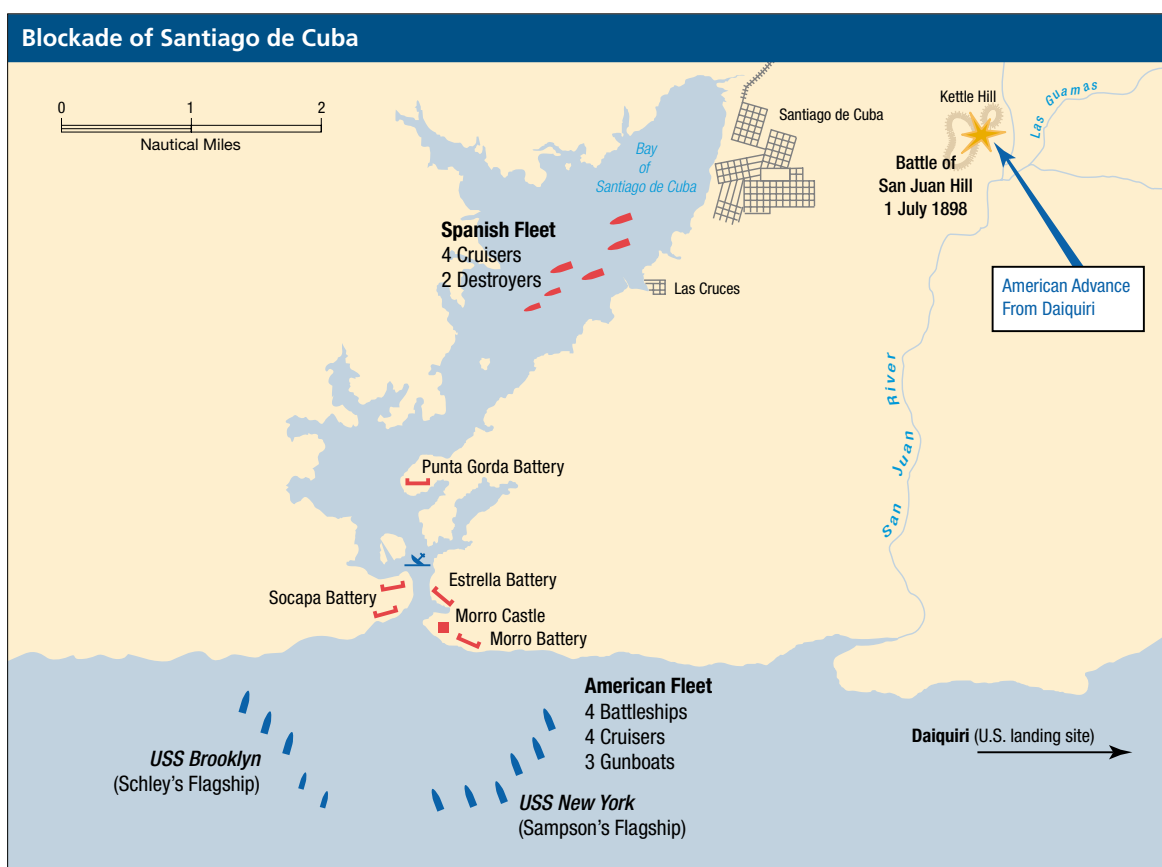 Blockade of Santiago de Cuba
0 1 2
Nautical Miles
Bay
of
Santiago de Cuba
Santiago de Cuba
Kettle Hill
Las Guamas
Battle of
San Juan Hill
1 July 1898
Spanish Fleet
4 Cruisers
2 Destroyers
Las Cruces
American Advance
From Daiquiri
San Juan River
Punta Gorda Battery
Socapa Battery
Estrella Battery
Morro Castle
Morro Battery
American Fleet
4 Battleships
4 Cruisers
3 Gunboats
USS Brooklyn
(Schley's Flagship)
USS New York
(Sampson's Flagship)
Daiquiri (U.S. landing site)